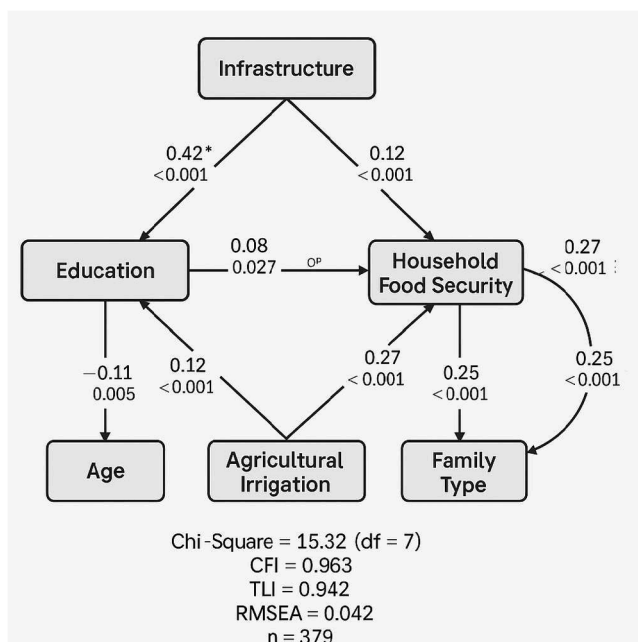 Infrastructure
0.42*
<0.001
0.12
<0.001
Education
0.08
0.027
OP
Household
Food Security
0.27
<0.001
−0.11
0.005
0.12
<0.001
0.27
<0.001
0.25
<0.001
0.25
<0.001
Age
Agricultural
Irrigation
Family
Type
Chi-Square = 15.32 (df = 7)
CFI = 0.963
TLI = 0.942
RMSEA = 0.042
n = 379